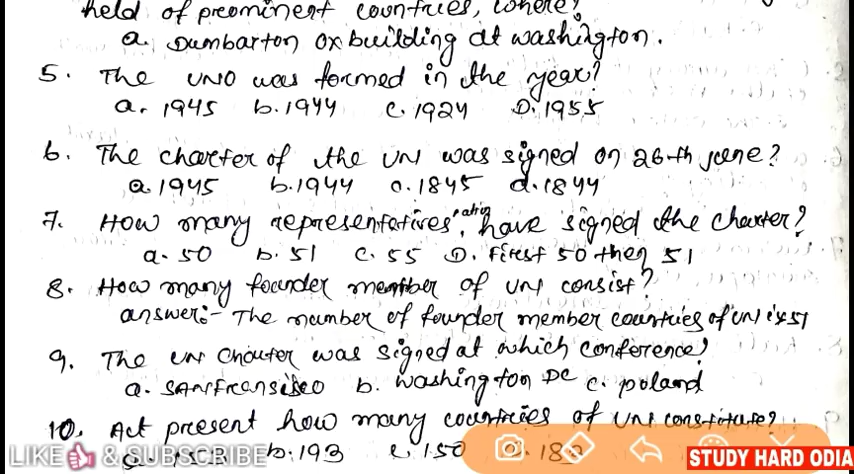 held of prominent countries, where?
a. Dumbarton Ox building at washington.
5. The UNO was formed in the year?
a. 1945 b. 1944 c. 1924 D. 1955
6. The charter of the UN was signed on 26th june?
a. 1945 b. 1944 c. 1845 d. 1844
7. How many representatives have signed the charter?
a. 50 b. 51 c. 55 D. First 50 then 51
8. How many founder member of UN consist?
answer:- The number of founder member countries of UN is 51
9. The UN Charter was signed at which conference?
a. SANFrancisco b. washington DC c. poland
10. Act present how many countries of UN constitute?
b. 193 c. 150
LIKE & SUBSCRIBE
STUDY HARD ODIA